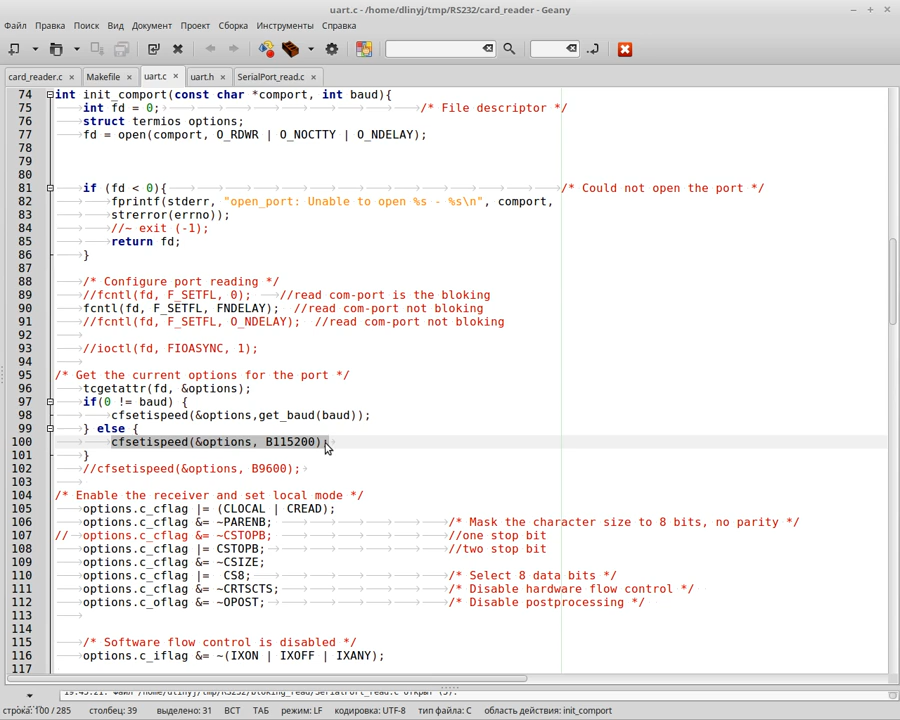 uart.c - /home/dlinyj/tmp/RS232/card_reader - Geany
Файл Правка Поиск Вид Документ Проект Сборка Инструменты Справка
card_reader.c Makefile uart.c uart.h SerialPort_read.c
74 int init_comport(const char *comport, int baud){
75 int fd = 0; /* File descriptor */
76 struct termios options;
77 fd = open(comport, O_RDWR | O_NOCTTY | O_NDELAY);
78
79
80
81 if (fd < 0){ /* Could not open the port */
82 fprintf(stderr, "open_port: Unable to open %s - %s\n", comport,
83 strerror(errno));
84 //~ exit (-1);
85 return fd;
86 }
87
88 /* Configure port reading */
89 //fcntl(fd, F_SETFL, 0); //read com-port is the bloking
90 fcntl(fd, F_SETFL, FNDELAY); //read com-port not bloking
91 //fcntl(fd, F_SETFL, O_NDELAY); //read com-port not bloking
92
93 //ioctl(fd, FIOASYNC, 1);
94
95 /* Get the current options for the port */
96 tcgetattr(fd, &options);
97 if(0 != baud) {
98 cfsetispeed(&options,get_baud(baud));
99 } else {
100 cfsetispeed(&options, B115200);
101 }
102 //cfsetispeed(&options, B9600);
103
104 /* Enable the receiver and set local mode */
105 options.c_cflag |= (CLOCAL | CREAD);
106 options.c_cflag &= ~PARENB; /* Mask the character size to 8 bits, no parity */
107 // options.c_cflag &= ~CSTOPB; //one stop bit
108 options.c_cflag |= CSTOPB; //two stop bit
109 options.c_cflag &= ~CSIZE;
110 options.c_cflag |= CS8; /* Select 8 data bits */
111 options.c_cflag &= ~CRTSCTS; /* Disable hardware flow control */
112 options.c_oflag &= ~OPOST; /* Disable postprocessing */
113
114
115 /* Software flow control is disabled */
116 options.c_iflag &= ~(IXON | IXOFF | IXANY);
117
19:45:21: Файл /home/dlinyj/tmp/RS232/bloking_read/SerialPort_read.c открыт (5).
строка: 100 / 285 столбец: 39 выделено: 31 ВСТ ТАБ режим: LF кодировка: UTF-8 тип файла: C область действия: init_comport